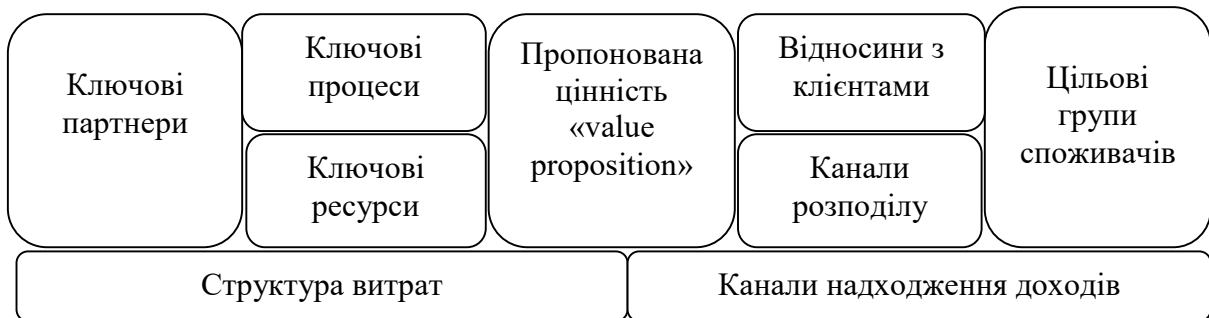 Ключові
партнери
Ключові
процеси
Ключові
ресурси
Пропонована
цінність
«value
proposition»
Відносини з
клієнтами
Канали
розподілу
Цільові
групи
споживачів
Структура витрат
Канали надходження доходів